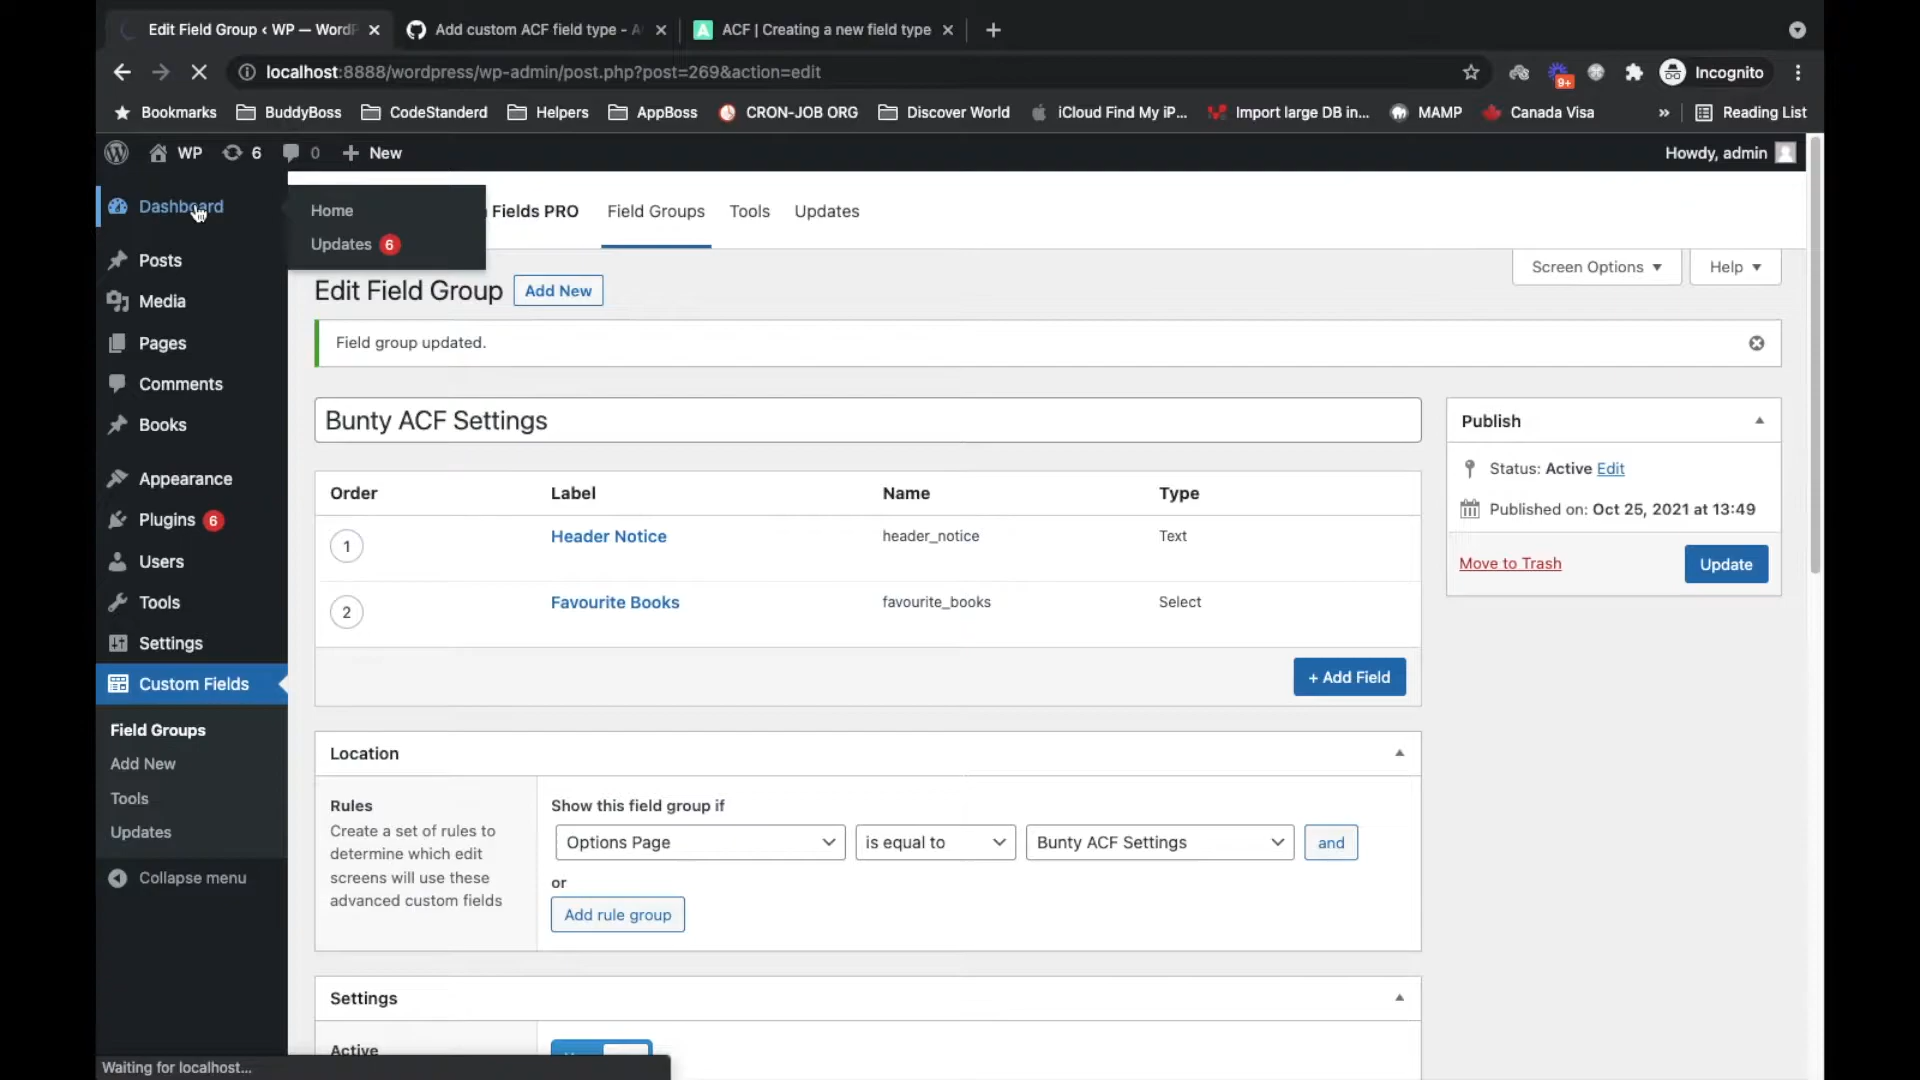 Edit Field Group ‹ WP — WordP
Add custom ACF field type - A
ACF | Creating a new field type
localhost:8888/wordpress/wp-admin/post.php?post=269&action=edit
9+
Incognito
Bookmarks
BuddyBoss
CodeStanderd
Helpers
AppBoss
CRON-JOB ORG
Discover World
iCloud Find My iP...
Import large DB in...
MAMP
Canada Visa
»
Reading List
WP
6
0
New
Howdy, admin
Dashboard
Home
Updates 6
Fields PRO
Field Groups
Tools
Updates
Posts
Media
Pages
Comments
Books
Appearance
Plugins 6
Users
Tools
Settings
Custom Fields
Field Groups
Add New
Tools
Updates
Collapse menu
Screen Options
Help
Edit Field Group
Add New
Field group updated.
Bunty ACF Settings
Order Label Name Type
1 Header Notice header_notice Text
2 Favourite Books favourite_books Select
+ Add Field
Publish
Status: Active Edit
Published on: Oct 25, 2021 at 13:49
Move to Trash
Update
Location
Rules
Create a set of rules to
determine which edit
screens will use these
advanced custom fields
Show this field group if
Options Page
is equal to
Bunty ACF Settings
and
or
Add rule group
Settings
Active
Waiting for localhost...